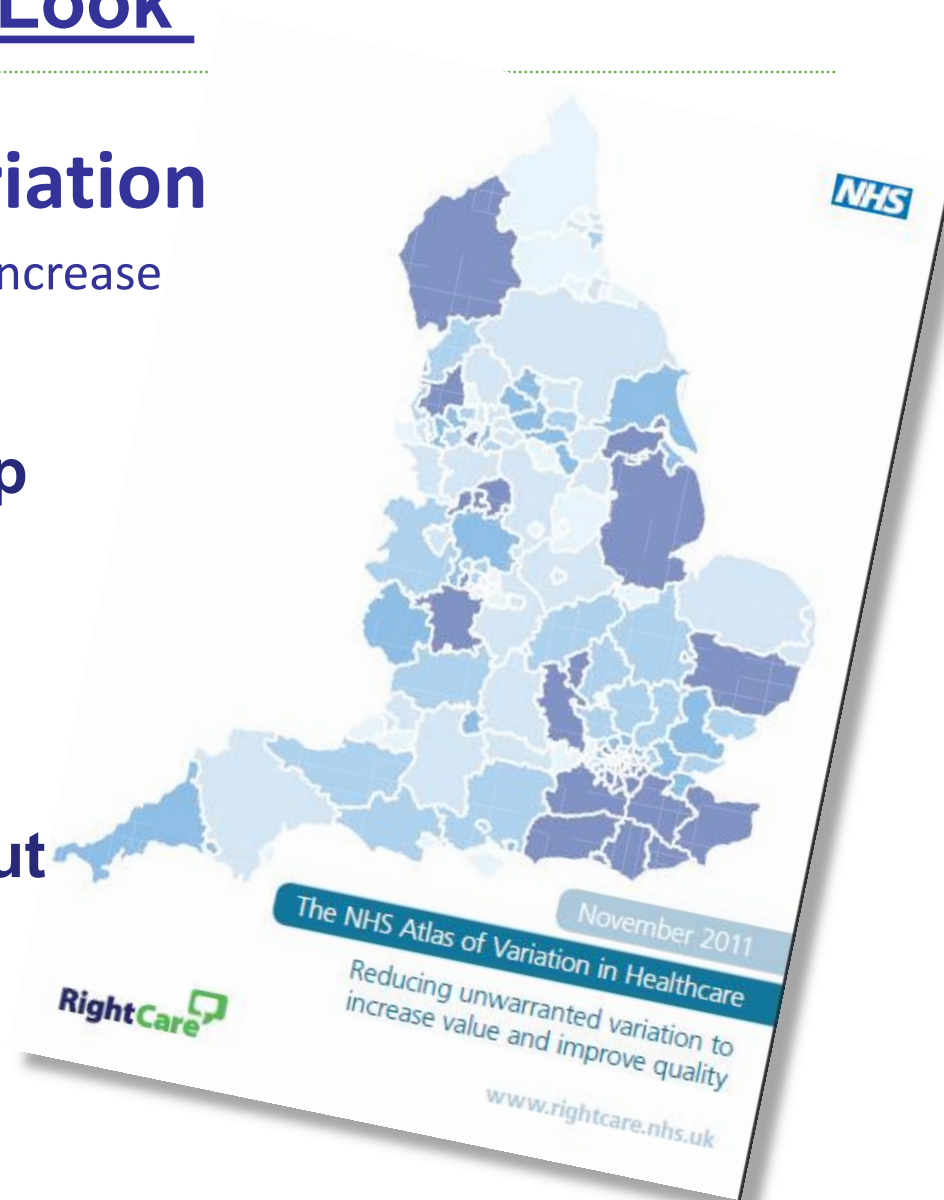 Look
riation
ncrease
p
ut
NHS
November 2011
The NHS Atlas of Variation in Healthcare
Reducing unwarranted variation to
increase value and improve quality
RightCare
www.rightcare.nhs.uk